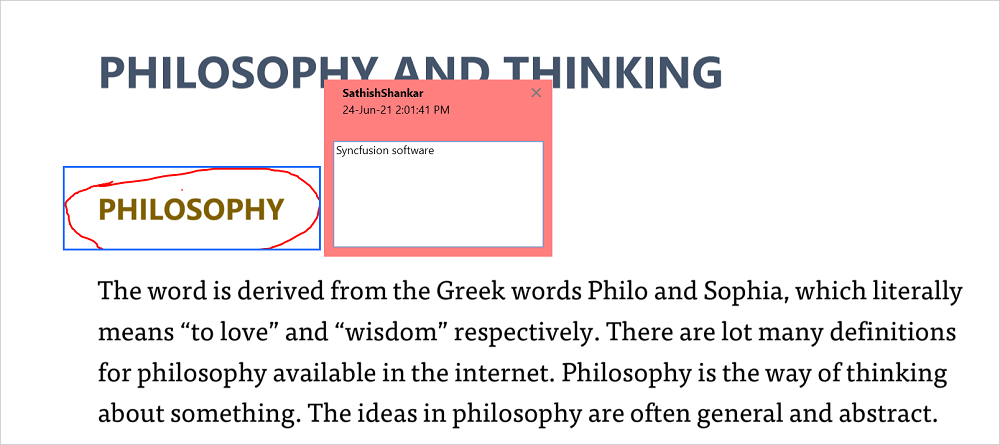 PHILOSOPHY AND THINKING
SathishShankar
24-Jun-21 2:01:41 PM
Syncfusion software
PHILOSOPHY
The word is derived from the Greek words Philo and Sophia, which literally
means “to love” and “wisdom” respectively. There are lot many definitions
for philosophy available in the internet. Philosophy is the way of thinking
about something. The ideas in philosophy are often general and abstract.